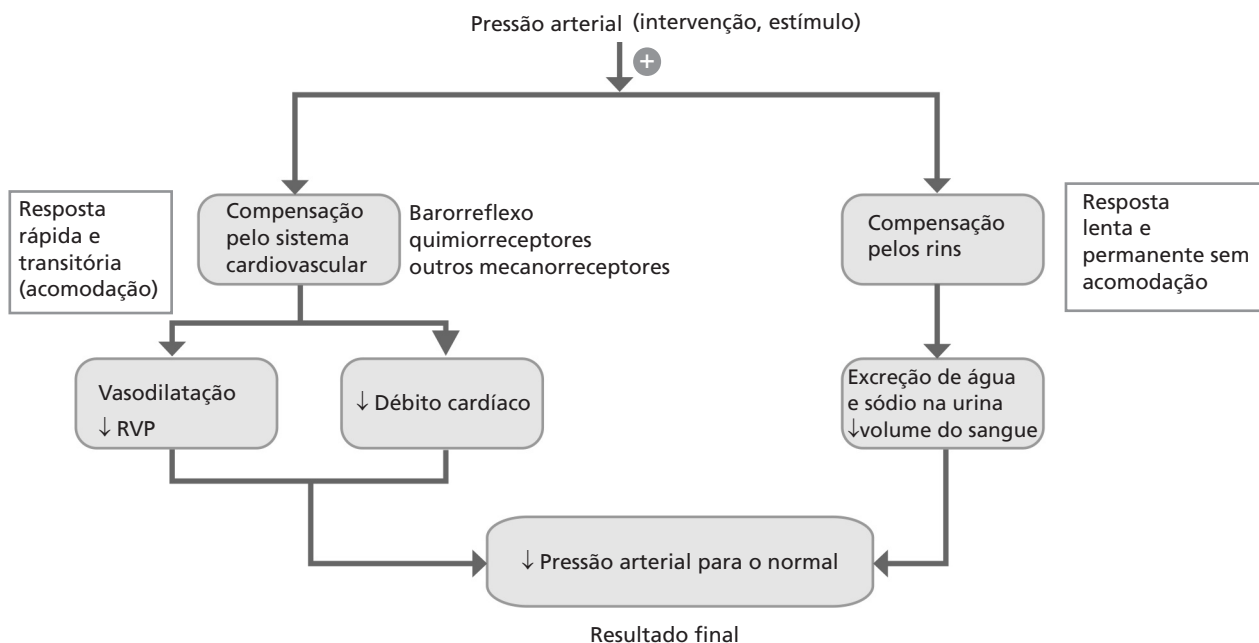 Pressão arterial (intervenção, estímulo)
+
Resposta
rápida e
transitória
(acomodação)
Compensação
pelo sistema
cardiovascular
Barorreflexo
quimiorreceptores
outros mecanorreceptores
Compensação
pelos rins
Resposta
lenta e
permanente sem
acomodação
Vasodilatação
↓ RVP
↓ Débito cardíaco
Excreção de água
e sódio na urina
↓volume do sangue
↓ Pressão arterial para o normal
Resultado final